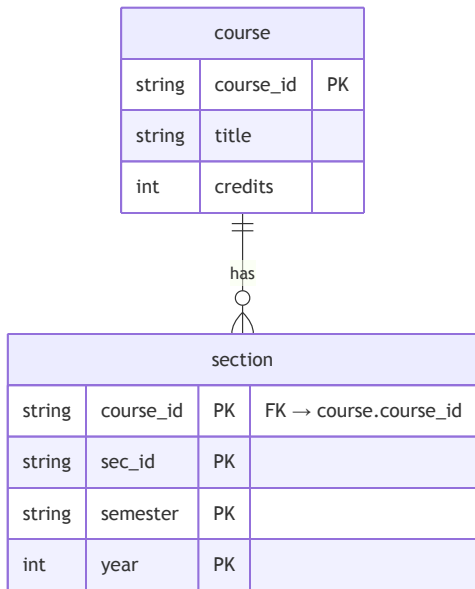 course
string course_id PK
string title
int credits
has
section
string course_id PK FK → course.course_id
string sec_id PK
string semester PK
int year PK